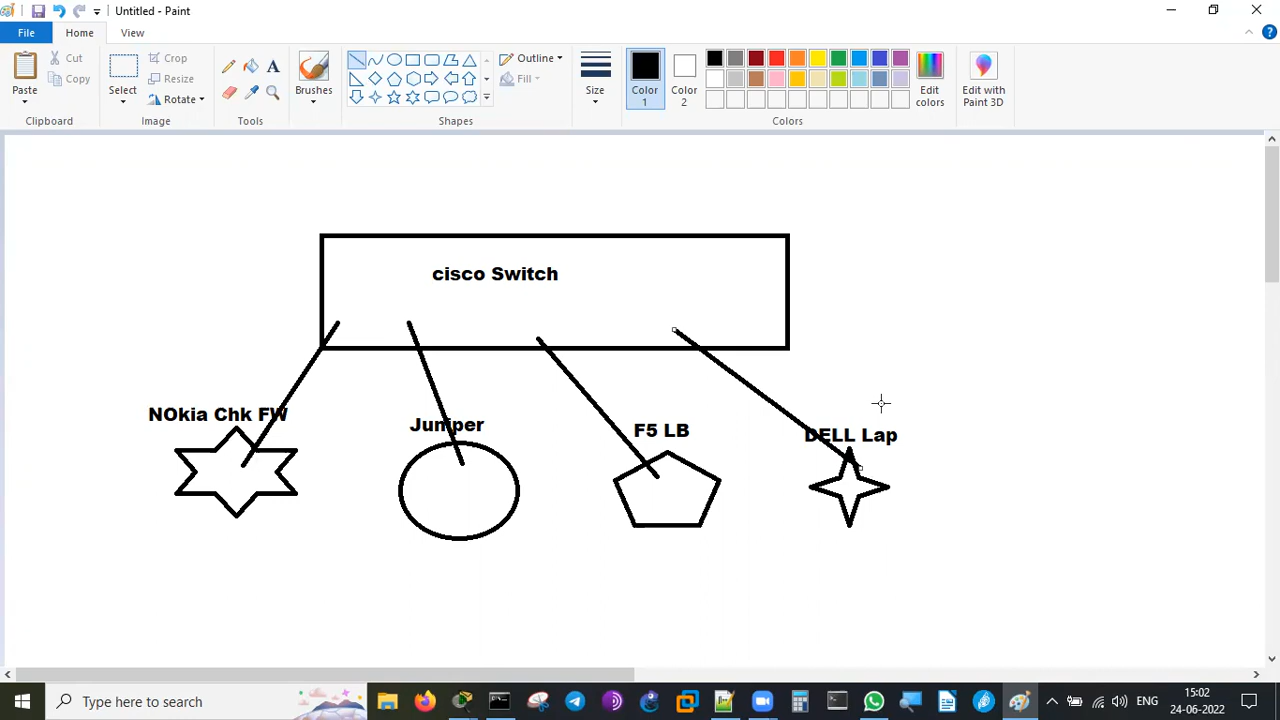 Untitled - Paint
File Home View
Paste
Cut
Copy
Clipboard
Select
Crop
Resize
Rotate
Image
Tools
Brushes
Outline
Fill
Shapes
Size
Color 1
Color 2
Edit colors
Colors
Edit with Paint 3D
cisco Switch
NOkia Chk FW
Juniper
F5 LB
DELL Lap
Type here to search
ENG
15:02
24-06-2022